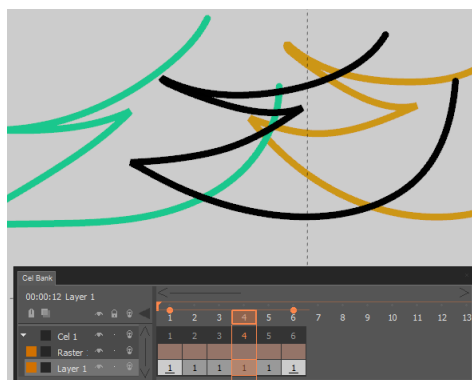 Cel Bank
00:00:12 Layer 1
1 2 3 4 5 6 7 8 9 10 11 12 13
Cel 1 1 2 3 4 5 6
Raster
Layer 1 1 1 1 1 1 1